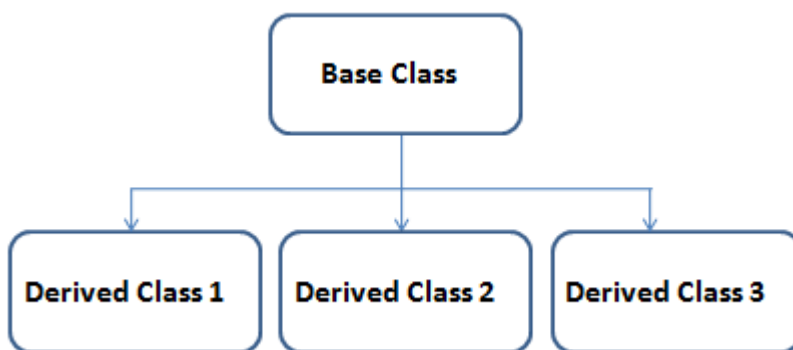 Base Class
Derived Class 1
Derived Class 2
Derived Class 3